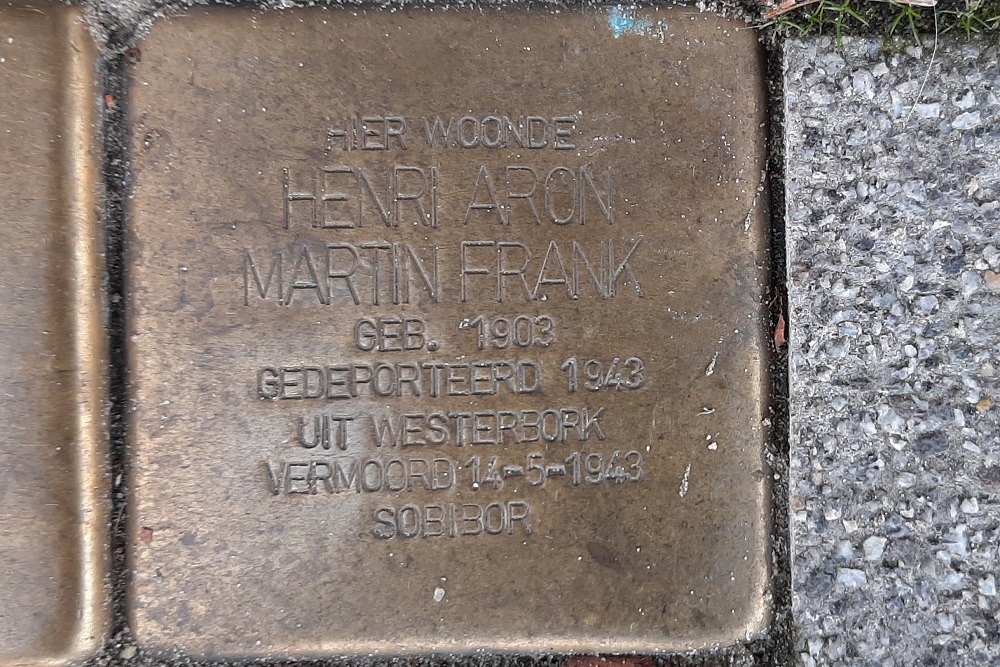 HIER WOONDE
HENRI ARON
MARTIN FRANK
GEB. 1903
GEDEPORTEERD 1943
UIT WESTERBORK
VERMOORD 14-5-1943
SOBIBOR